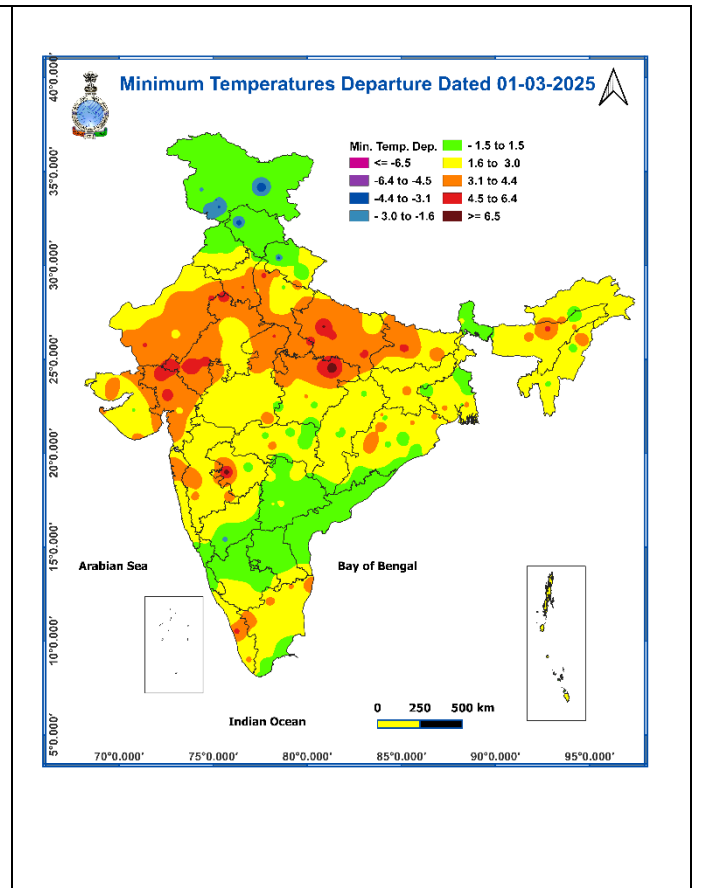 Minimum Temperatures Departure Dated 01-03-2025
Min. Temp. Dep.
<= -6.5
-6.4 to -4.5
-4.4 to -3.1
- 3.0 to -1.6
- 1.5 to 1.5
1.6 to 3.0
3.1 to 4.4
4.5 to 6.4
>= 6.5
40°0.000'
35°0.000'
30°0.000'
25°0.000'
20°0.000'
15°0.000'
10°0.000'
5°0.000'
Arabian Sea
Bay of Bengal
Indian Ocean
0 250 500 km
70°0.000' 75°0.000' 80°0.000' 85°0.000' 90°0.000' 95°0.000'